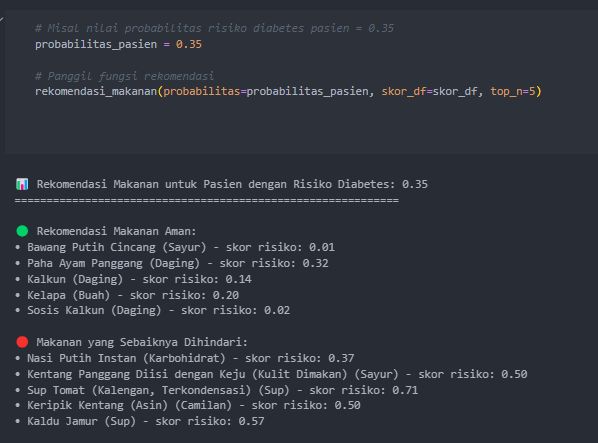 # Misal nilai probabilitas risiko diabetes pasien = 0.35
probabilitas_pasien = 0.35
# Panggil fungsi rekomendasi
rekomendasi_makanan(probabilitas=probabilitas_pasien, skor_df=skor_df, top_n=5)
📊 Rekomendasi Makanan untuk Pasien dengan Risiko Diabetes: 0.35
============================================================
🟢 Rekomendasi Makanan Aman:
• Bawang Putih Cincang (Sayur) - skor risiko: 0.01
• Paha Ayam Panggang (Daging) - skor risiko: 0.32
• Kalkun (Daging) - skor risiko: 0.14
• Kelapa (Buah) - skor risiko: 0.20
• Sosis Kalkun (Daging) - skor risiko: 0.02
🔴 Makanan yang Sebaiknya Dihindari:
• Nasi Putih Instan (Karbohidrat) - skor risiko: 0.37
• Kentang Panggang Diisi dengan Keju (Kulit Dimakan) (Sayur) - skor risiko: 0.50
• Sup Tomat (Kalengan, Terkondensasi) (Sup) - skor risiko: 0.71
• Keripik Kentang (Asin) (Camilan) - skor risiko: 0.50
• Kaldu Jamur (Sup) - skor risiko: 0.57